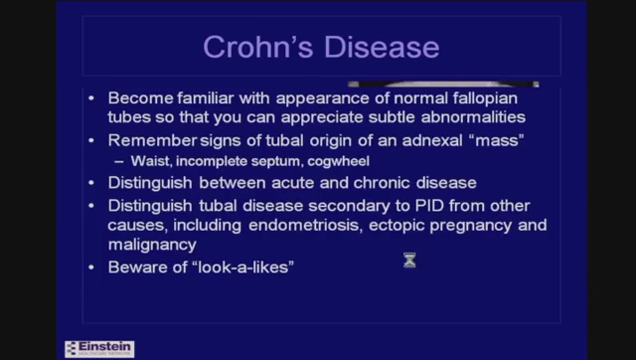 Crohn's Disease
• Become familiar with appearance of normal fallopian
tubes so that you can appreciate subtle abnormalities
• Remember signs of tubal origin of an adnexal “mass”
– Waist, incomplete septum, cogwheel
• Distinguish between acute and chronic disease
• Distinguish tubal disease secondary to PID from other
causes, including endometriosis, ectopic pregnancy and
malignancy
• Beware of “look-a-likes”
Einstein